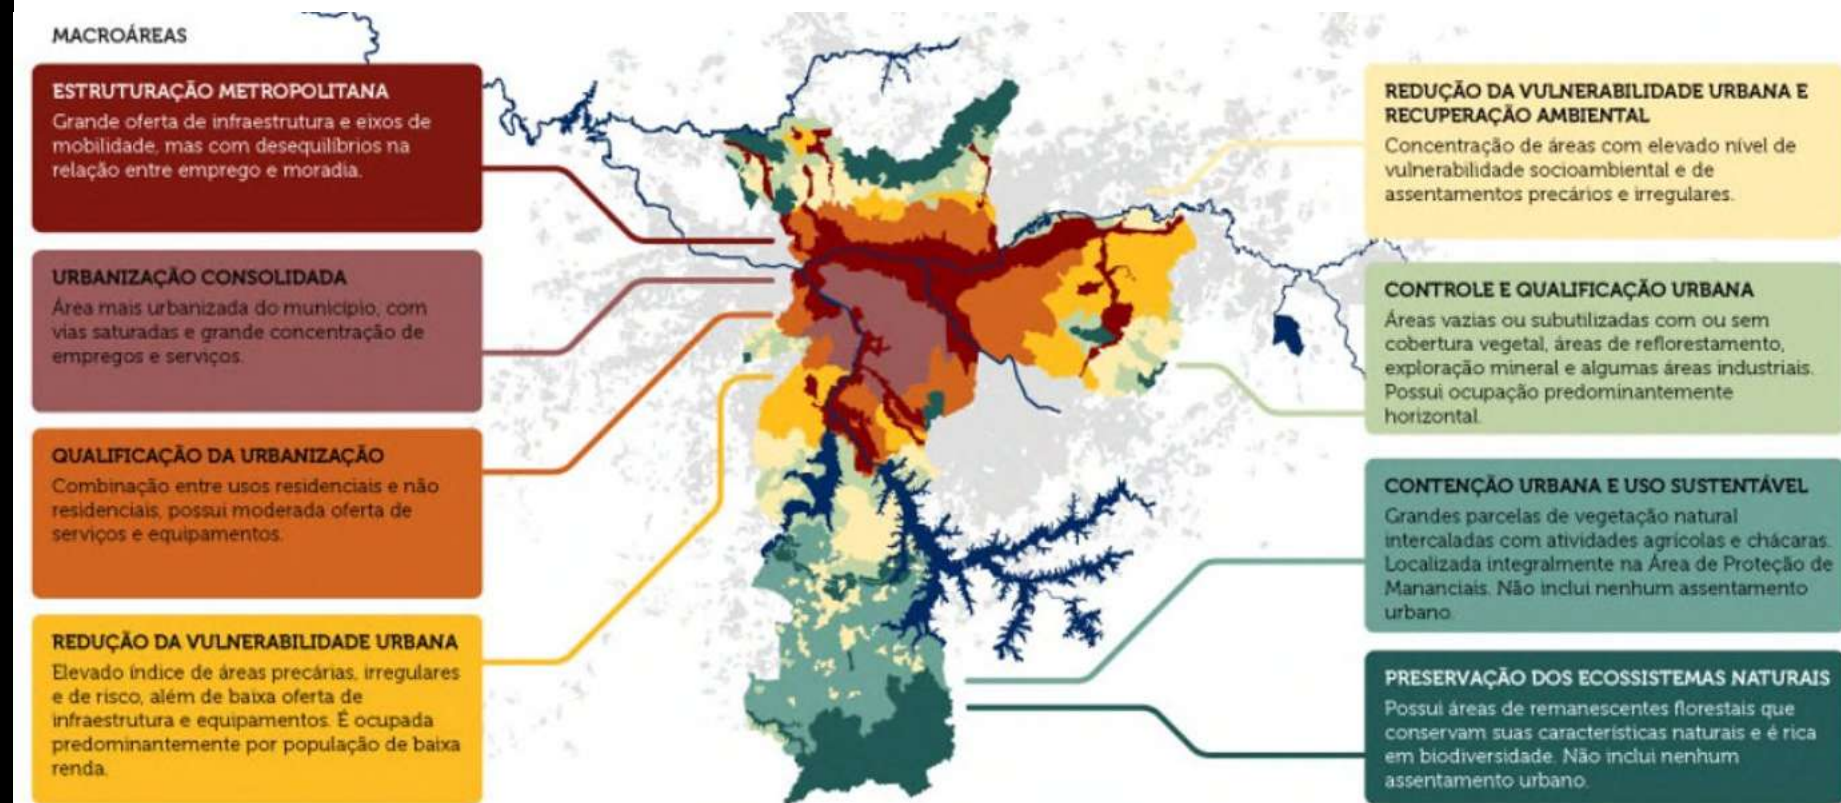 MACROÁREAS
ESTRUTURAÇÃO METROPOLITANA
Grande oferta de infraestrutura e eixos de
mobilidade, mas com desequilíbrios na
relação entre emprego e moradia.
URBANIZAÇÃO CONSOLIDADA
Área mais urbanizada do município, com
vias saturadas e grande concentração de
empregos e serviços.
QUALIFICAÇÃO DA URBANIZAÇÃO
Combinação entre usos residenciais e não
residenciais, possui moderada oferta de
serviços e equipamentos.
REDUÇÃO DA VULNERABILIDADE URBANA
Elevado índice de áreas precárias, irregulares
e de risco, além de baixa oferta de
infraestrutura e equipamentos. É ocupada
predominantemente por população de baixa
renda.
REDUÇÃO DA VULNERABILIDADE URBANA E
RECUPERAÇÃO AMBIENTAL
Concentração de áreas com elevado nível de
vulnerabilidade socioambiental e de
assentamentos precários e irregulares.
CONTROLE E QUALIFICAÇÃO URBANA
Áreas vazias ou subutilizadas com ou sem
cobertura vegetal, áreas de reflorestamento,
exploração mineral e algumas áreas industriais.
Possui ocupação predominantemente
horizontal.
CONTENÇÃO URBANA E USO SUSTENTÁVEL
Grandes parcelas de vegetação natural
intercaladas com atividades agrícolas e chácaras.
Localizada integralmente na Área de Proteção de
Mananciais. Não inclui nenhum assentamento
urbano.
PRESERVAÇÃO DOS ECOSSISTEMAS NATURAIS
Possui áreas de remanescentes florestais que
conservam suas características naturais e é rica
em biodiversidade. Não inclui nenhum
assentamento urbano.